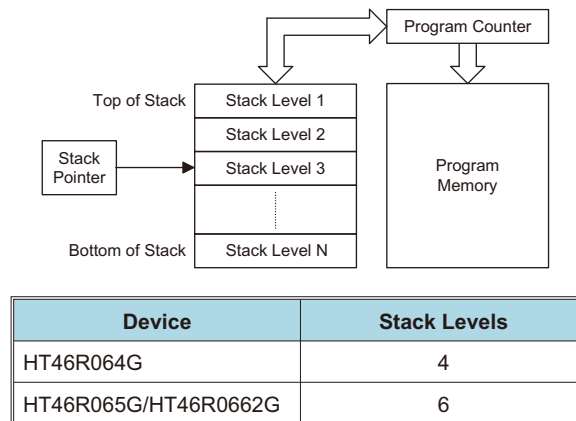 Program Counter
Top of Stack
Stack Level 1
Stack Level 2
Stack
Pointer
Stack Level 3
Program
Memory
Bottom of Stack
Stack Level N
Device Stack Levels
HT46R064G 4
HT46R065G/HT46R0662G 6